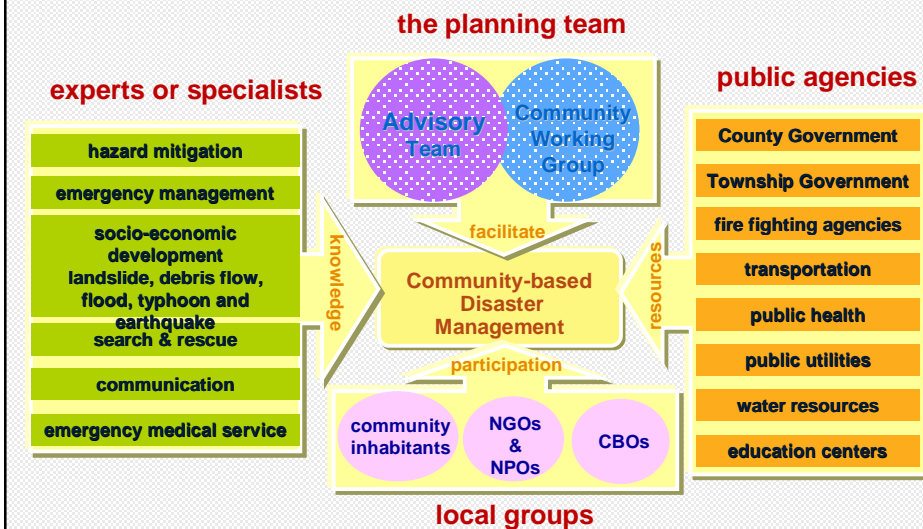 the planning team
experts or specialists
public agencies
Advisory
Team
Community
Working
Group
hazard mitigation
emergency management
socio-economic
development
landslide, debris flow,
flood, typhoon and
earthquake
search & rescue
communication
emergency medical service
knowledge
facilitate
Community-based
Disaster
Management
resources
participation
County Government
Township Government
fire fighting agencies
transportation
public health
public utilities
water resources
education centers
community
inhabitants
NGOs
&
NPOs
CBOs
local groups